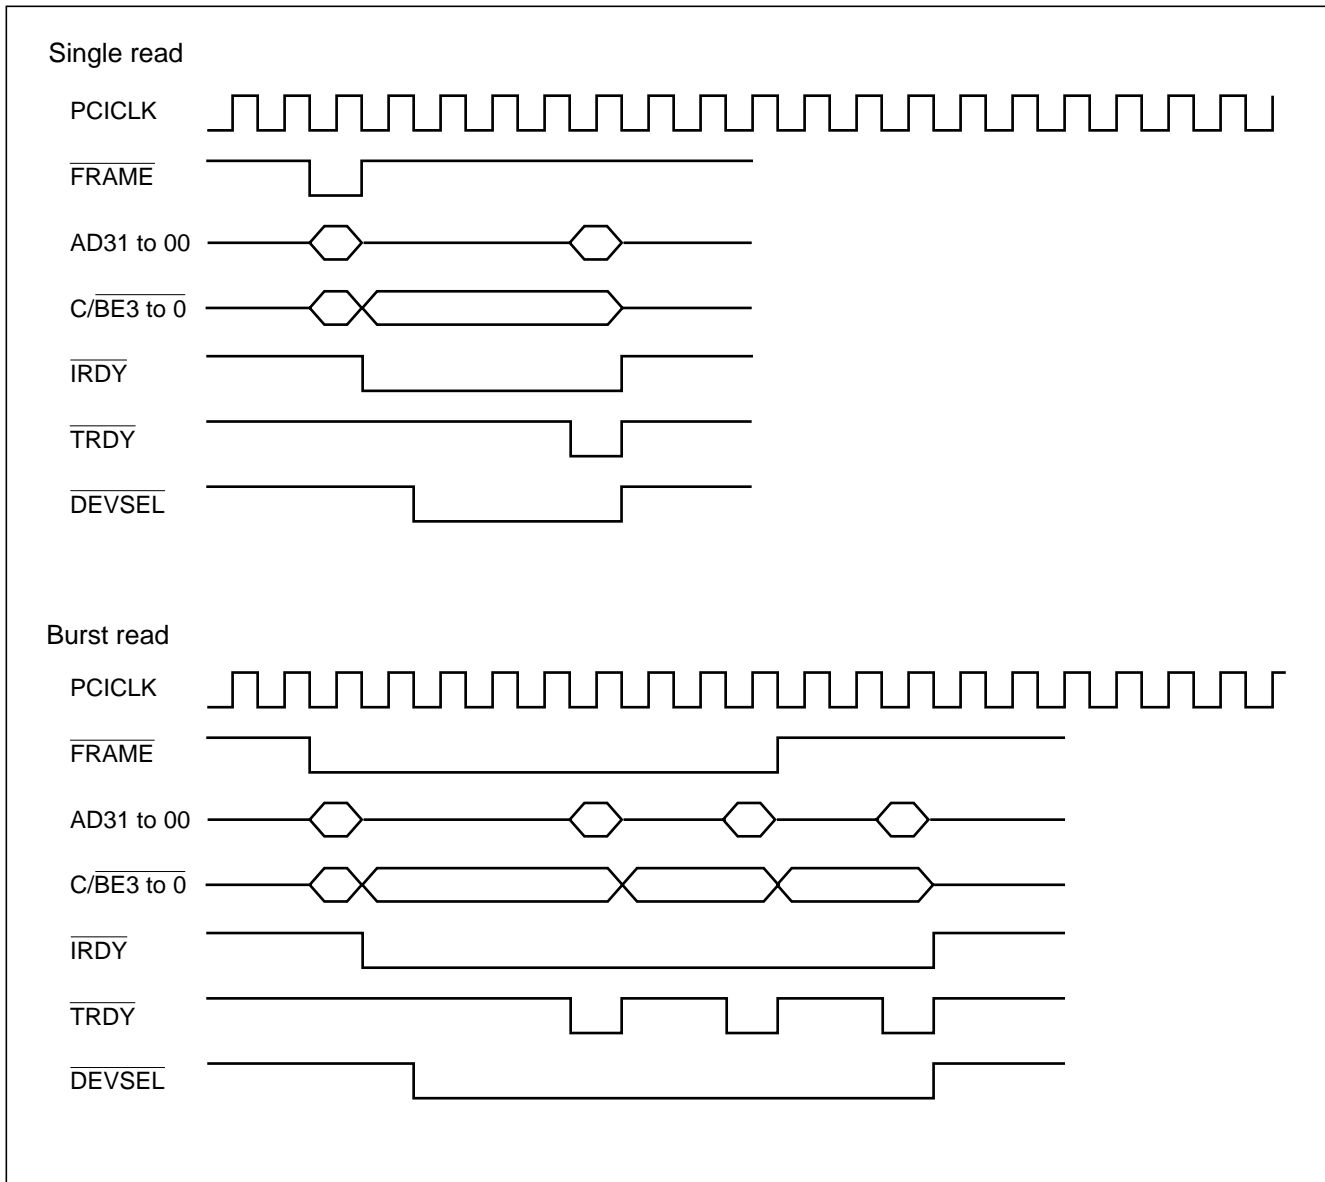 Single read
PCICLK
FRAME
AD31 to 00
C/BE3 to 0
IRDY
TRDY
DEVSEL
Burst read
PCICLK
FRAME
AD31 to 00
C/BE3 to 0
IRDY
TRDY
DEVSEL